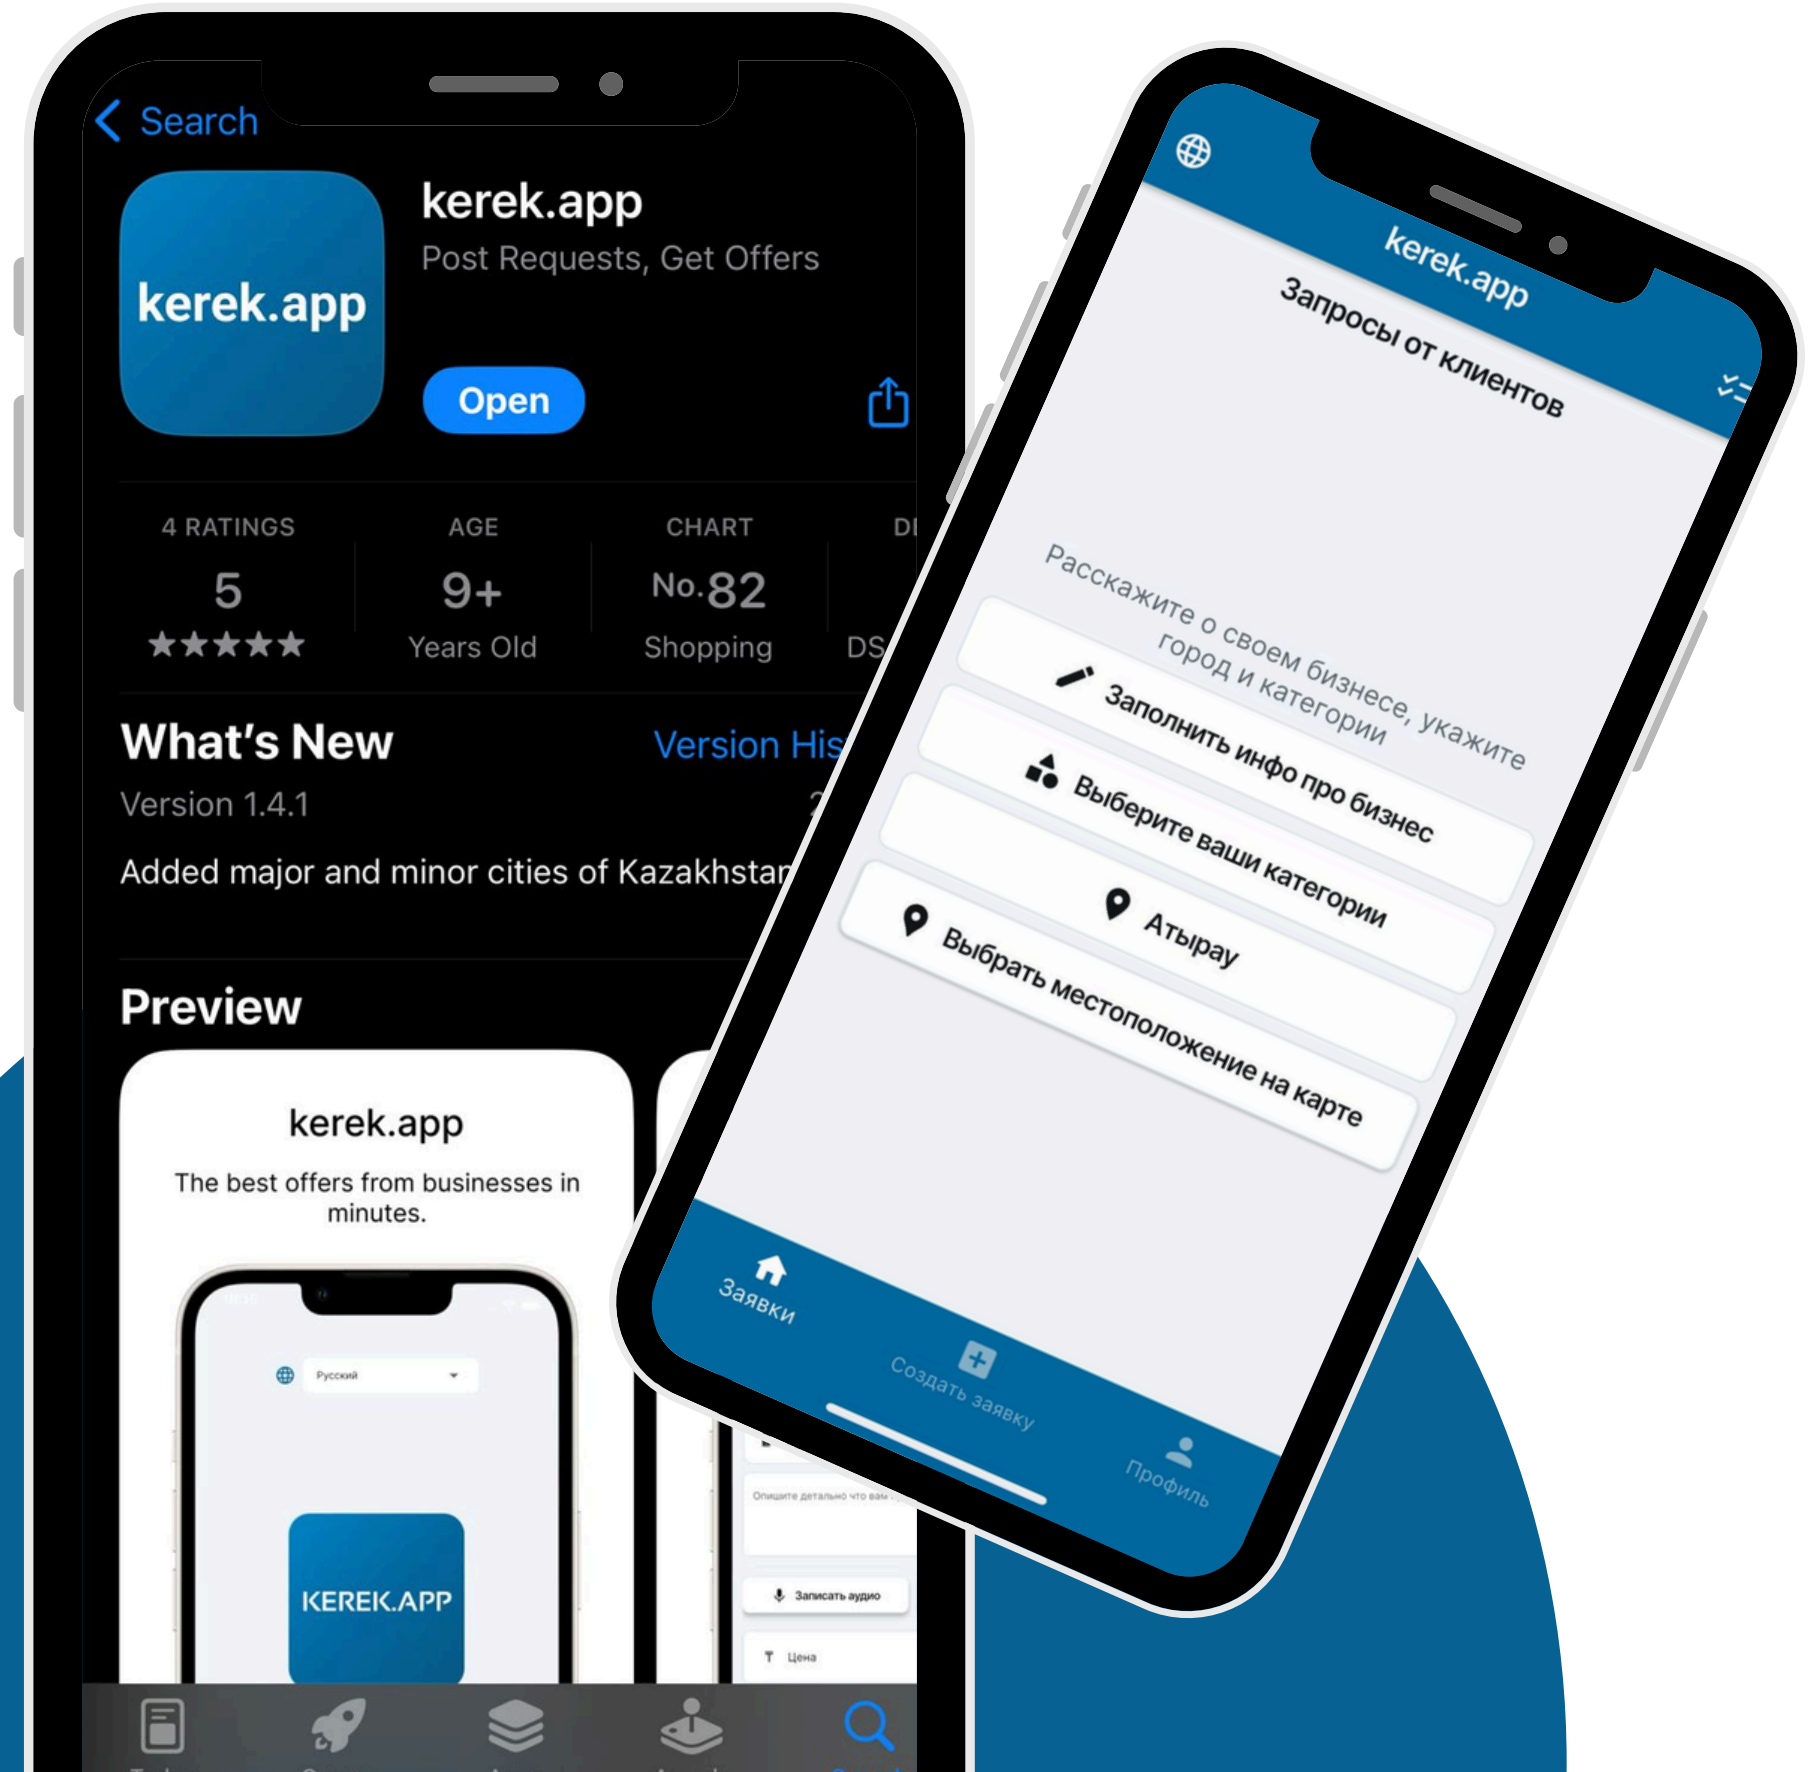 Search
kerek.app
kerek.app
Post Requests, Get Offers
Open
4 RATINGS
5
AGE
9+
Years Old
CHART
No.82
Shopping
What's New
Version 1.4.1
Added major and minor cities of
Preview
kerek.app
The best offers from businesses in
minutes.
Русский
KEREK.APP
Опишите детально что вам
Записать аудио
₸ Цена
kerek.app
Запросы от клиентов
Расскажите о своем бизнесе, укажите
город и категории
Заполнить инфо про бизнес
Выберите ваши категории
Атырау
Выбрать местоположение на карте
Заявки
Создать заявку
Профиль